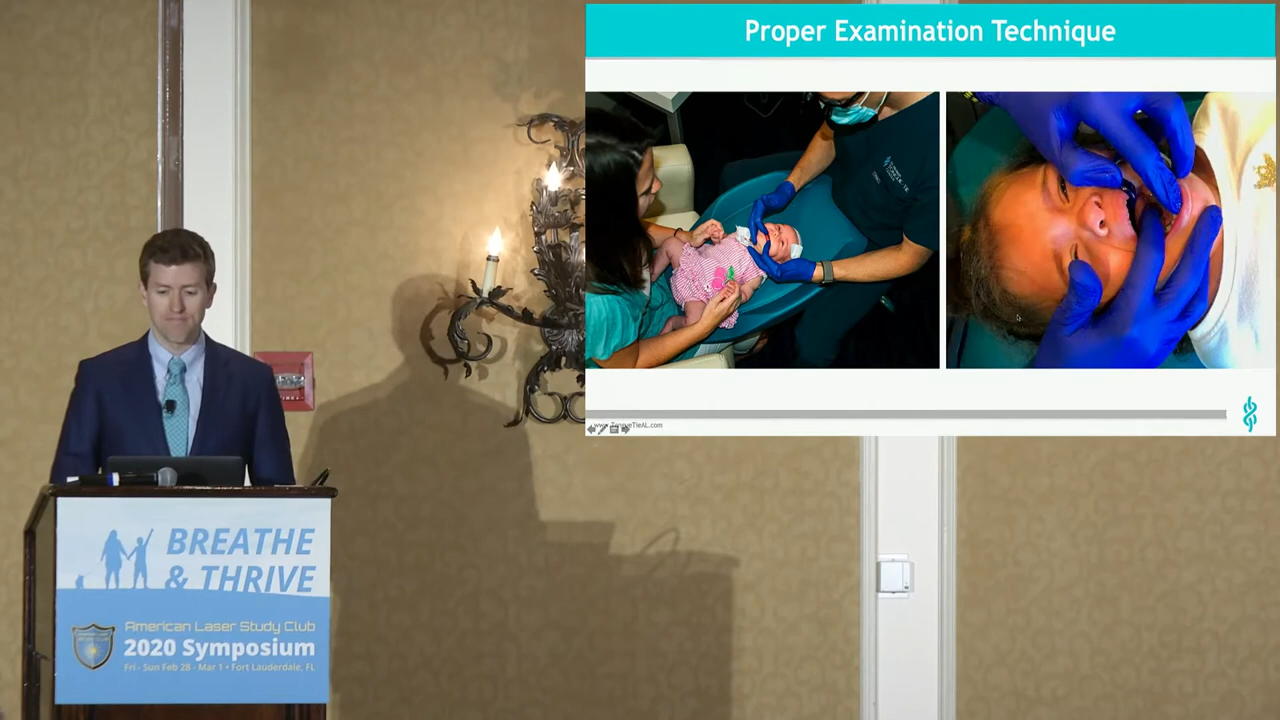 Proper Examination Technique
BREATHE
& THRIVE
American Laser Study Club
2020 Symposium
Fri - Sun Feb 28 - Mar 1 • Fort Lauderdale, FL